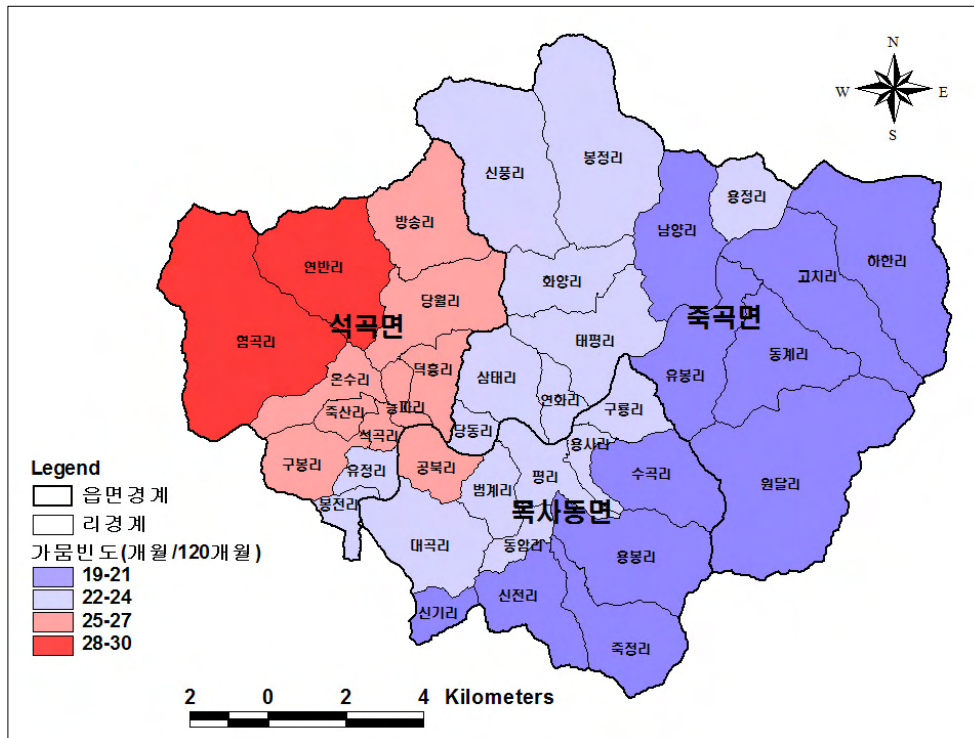 N
W E
S
봉정리
신풍리
용정리
방송리
남양리
하한리
연반리
고치리
화양리
당월리
석곡면
죽곡면
염곡리
태평리
동계리
덕흥리
삼태리
유봉리
온수리
연화리
구룡리
죽산리
능파리
당동리
석곡리
용사리
구봉리
유정리
공북리
평리
수곡리
원달리
범계리
봉전리
목사동면
대곡리
동암리
용봉리
신전리
신기리
죽정리
Legend
읍면경계
리경계
가뭄빈도(개월/120개월)
19-21
22-24
25-27
28-30
2 0 2 4 Kilometers